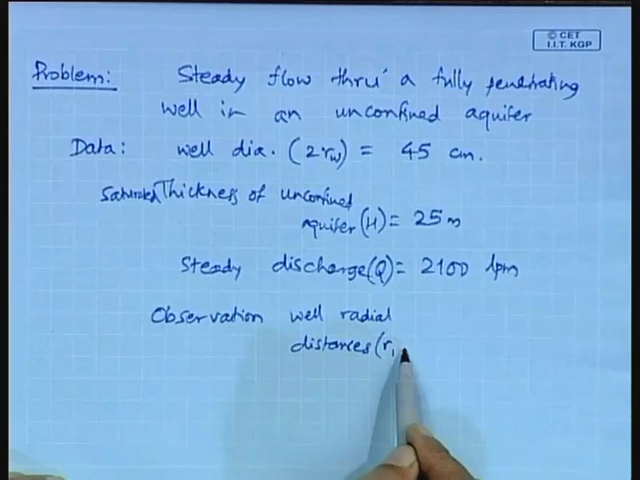 © CET
I.I.T. KGP
Problem: Steady flow thru' a fully penetrating
well in an unconfined aquifer
Data: well dia. (2rw) = 45 cm.
Saturated Thickness of unconfined
aquifer (H) = 25 m
Steady discharge (Q) = 2100 lpm
Observation well radial
distances (r1